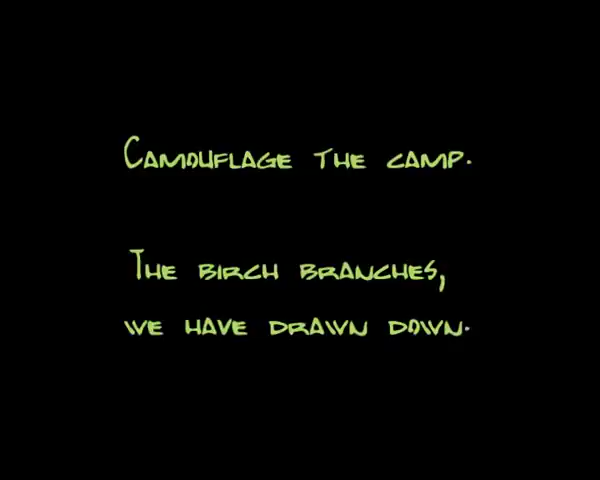 Camouflage the camp.
The birch branches,
we have drawn down.